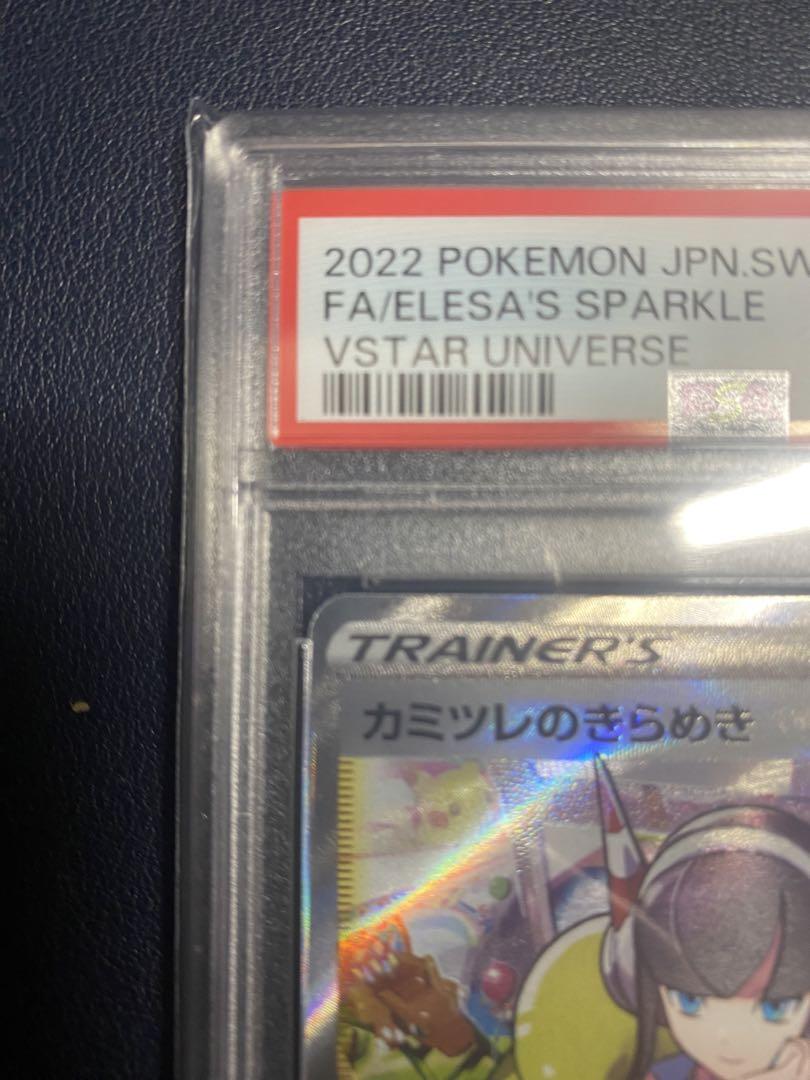 2022 POKEMON JPN.SW
FA/ELESA'S SPARKLE
VSTAR UNIVERSE
TRAINER'S
カミツレのきらめき